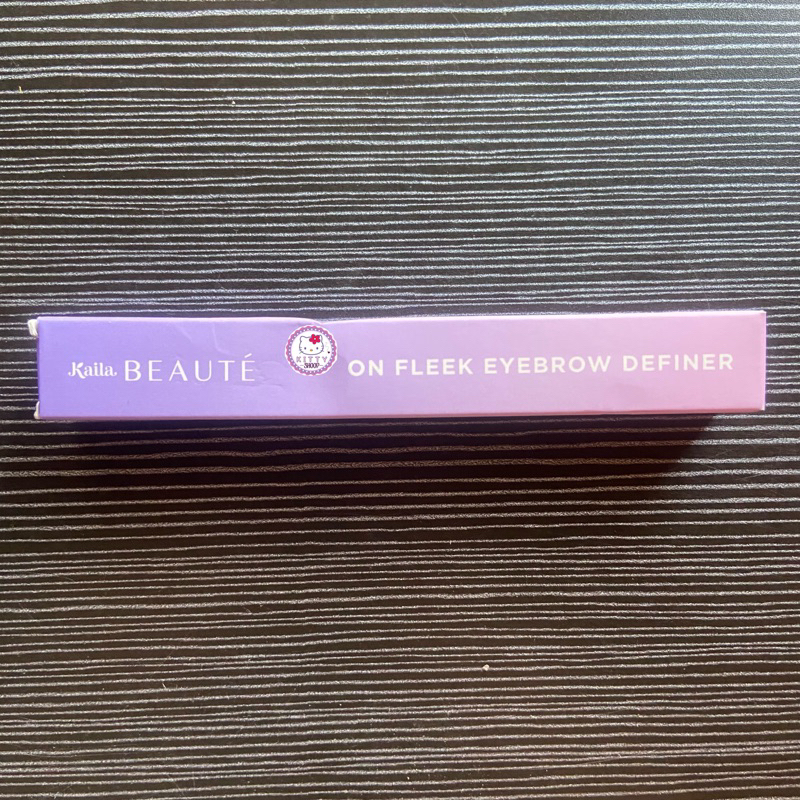 Kaila BEAUTÉ
KITTY
SHOOP
ON FLEEK EYEBROW DEFINER